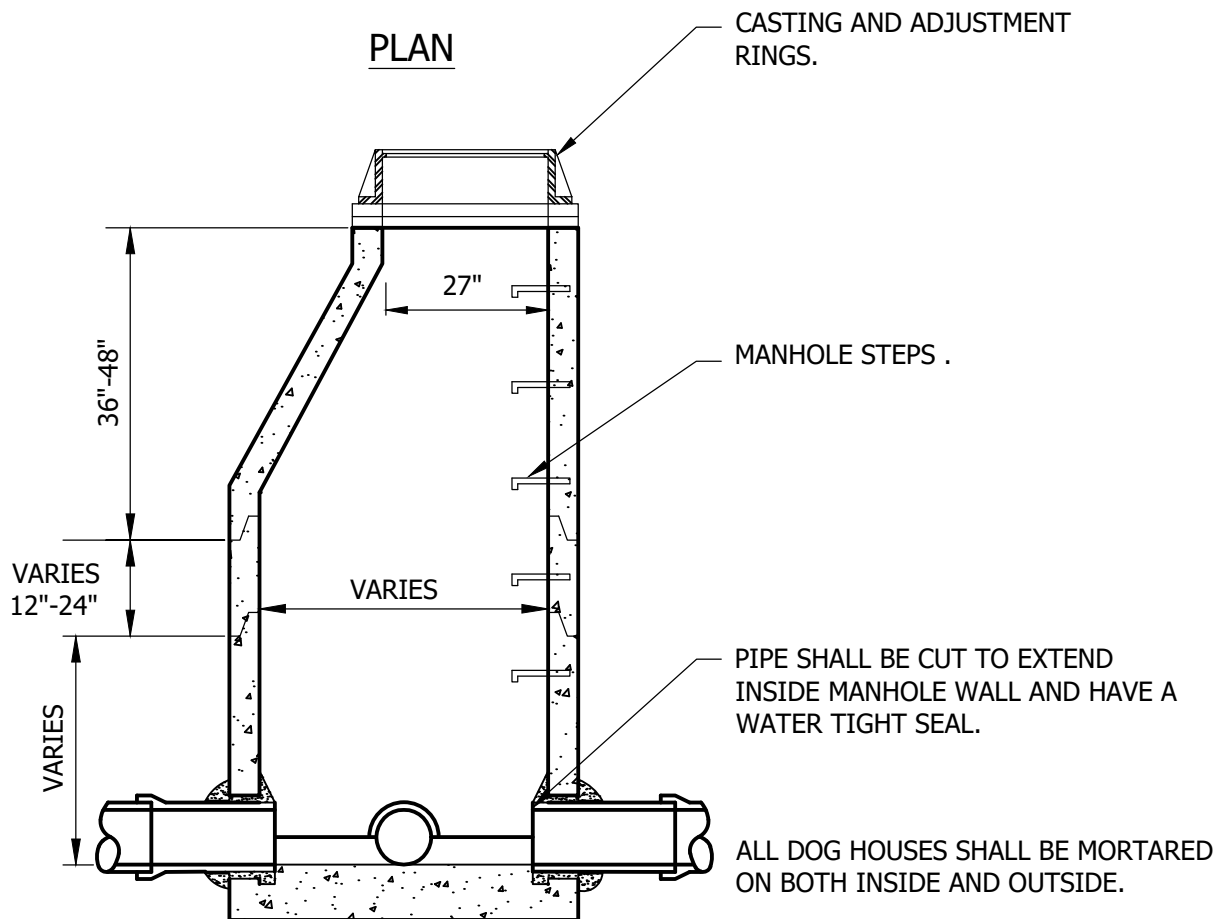 PLAN
CASTING AND ADJUSTMENT
RINGS.
27"
36"-48"
MANHOLE STEPS .
VARIES
12"-24"
VARIES
VARIES
PIPE SHALL BE CUT TO EXTEND
INSIDE MANHOLE WALL AND HAVE A
WATER TIGHT SEAL.
ALL DOG HOUSES SHALL BE MORTARED
ON BOTH INSIDE AND OUTSIDE.